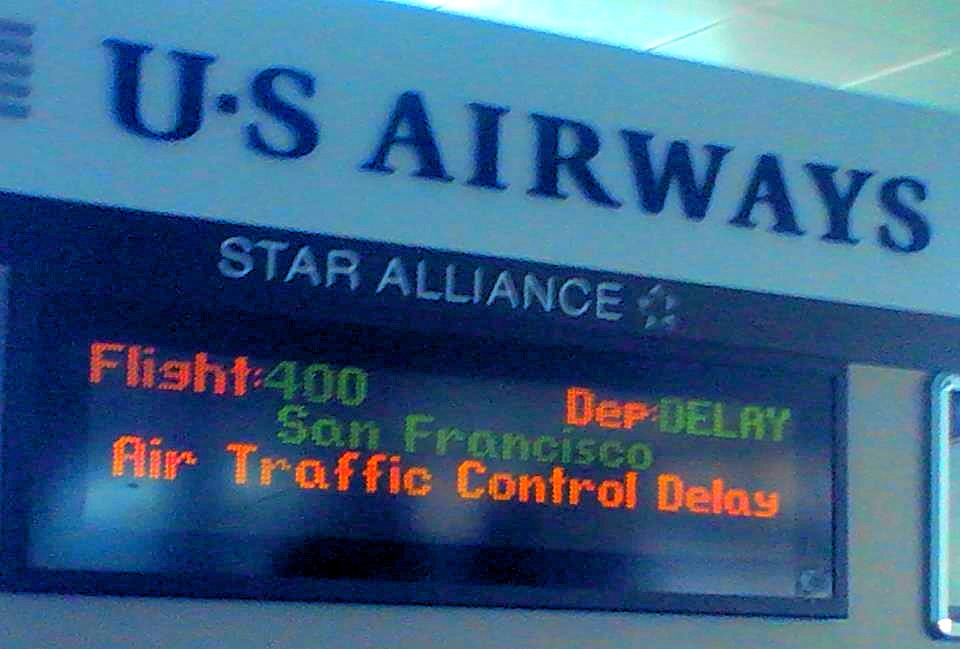 U·S AIRWAYS
STAR ALLIANCE
Flight:400 Dep:DELAY
San Francisco
Air Traffic Control Delay